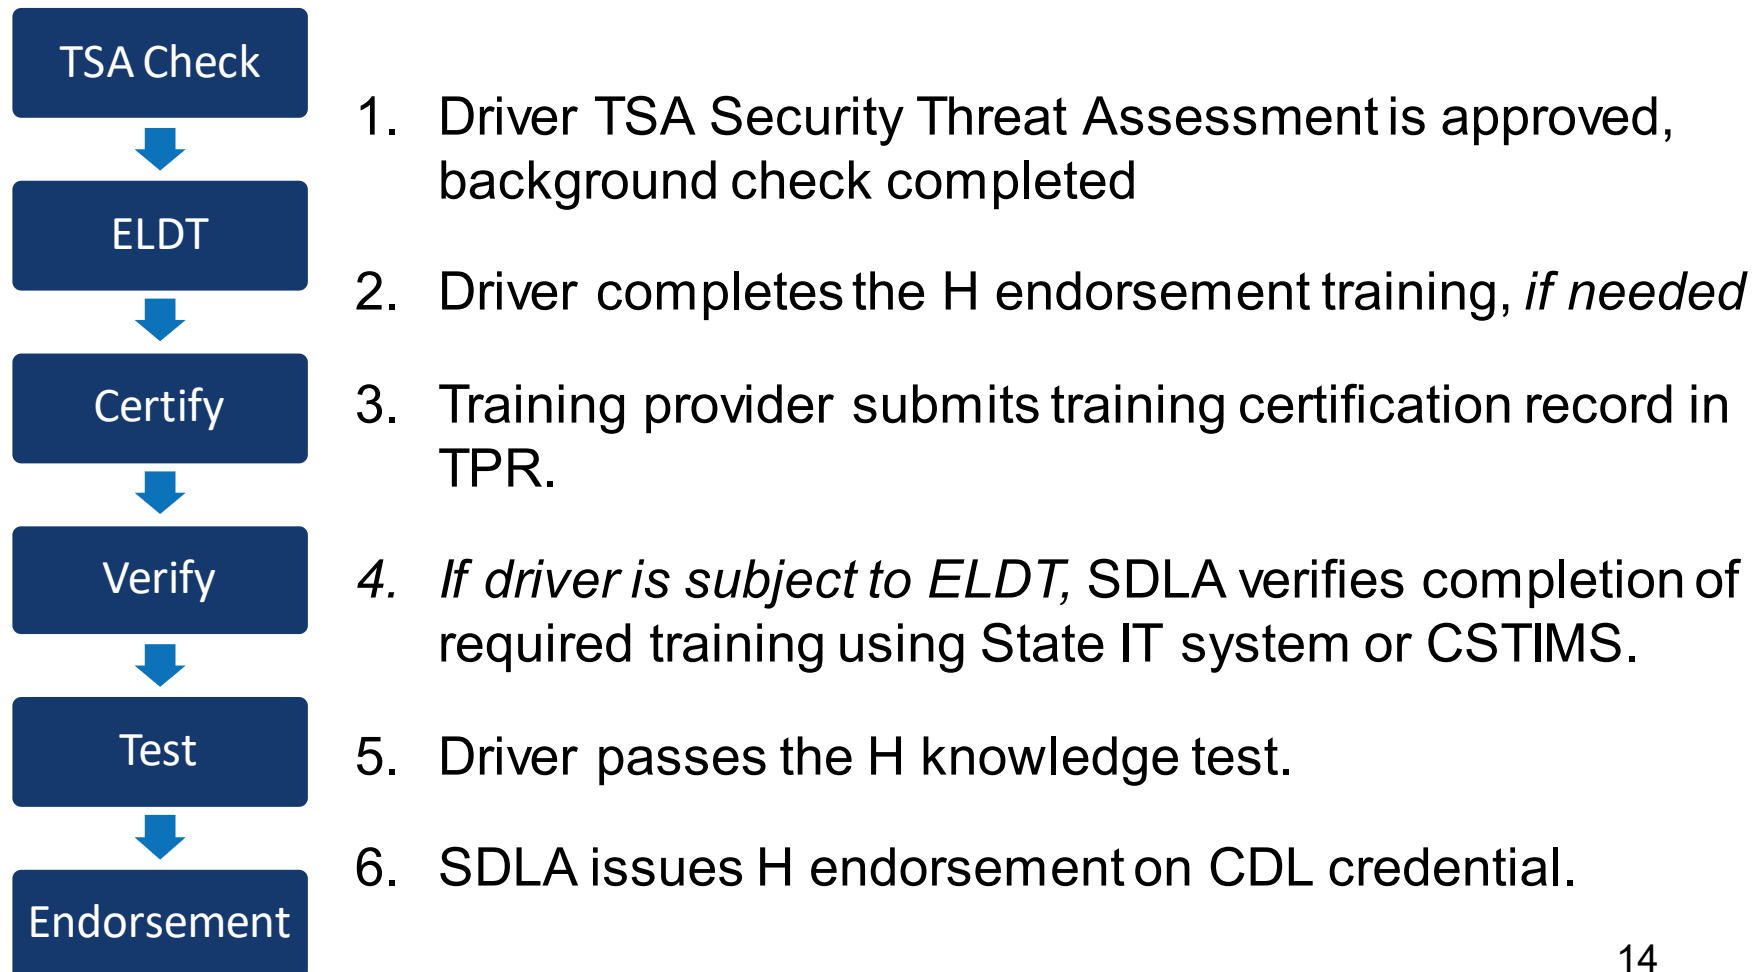 TSA Check
ELDT
Certify
Verify
Test
Endorsement
1. Driver TSA Security Threat Assessment is approved,
background check completed
2. Driver completes the H endorsement training, if needed
3. Training provider submits training certification record in
TPR.
4. If driver is subject to ELDT, SDLA verifies completion of
required training using State IT system or CSTIMS.
5. Driver passes the H knowledge test.
6. SDLA issues H endorsement on CDL credential.
14